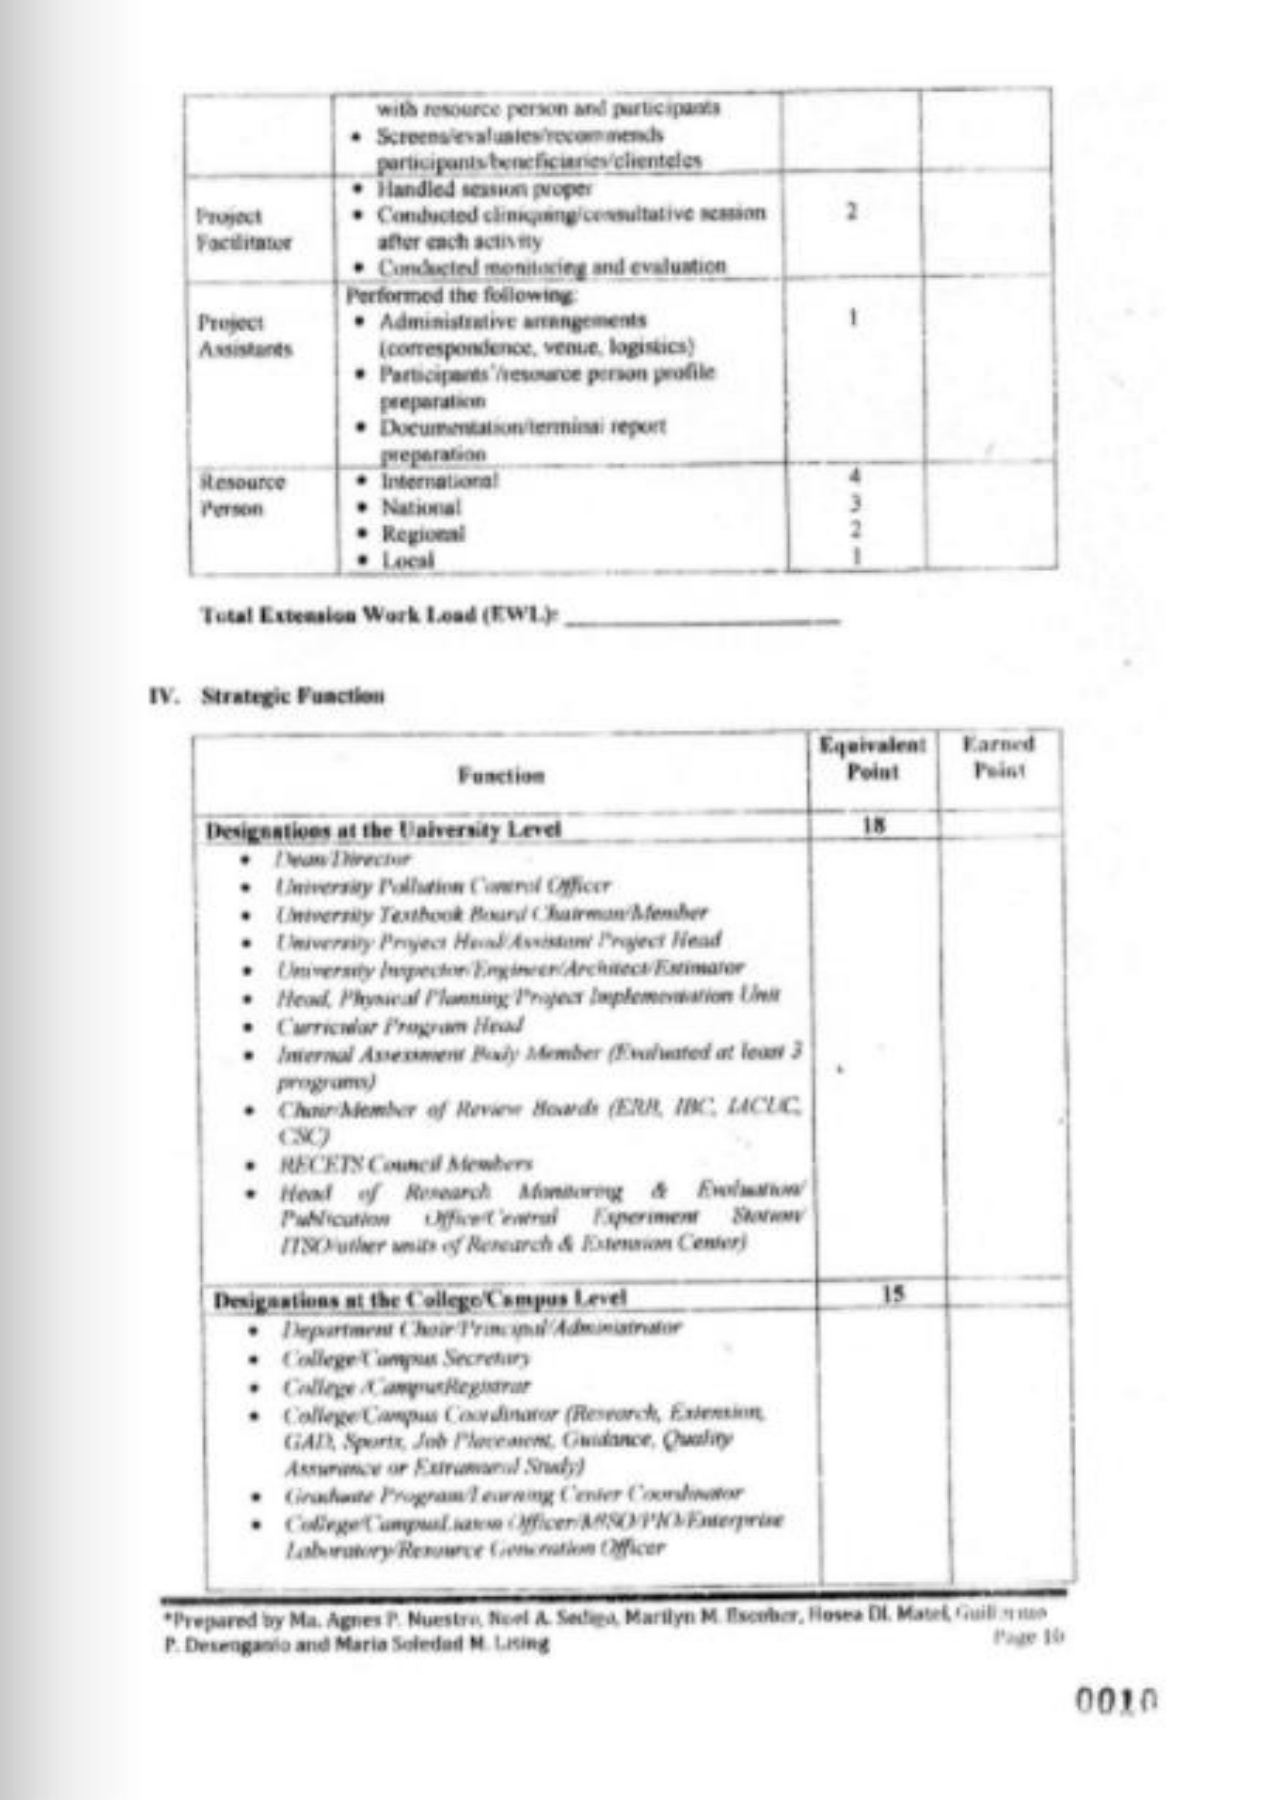 with resource person and participants
• Screens/evaluates/recommends
participants/beneficiaries/clienteles
Project
Facilitator
• Handled session proper
• Conducted cliniquing/consultative session
after each activity
• Conducted monitoring and evaluation
2
Project
Assistants
Performed the following:
• Administrative arrangements
(correspondence, venue, logistics)
• Participants'/resource person profile
preparation
• Documentation/terminal report
preparation
1
Resource
Person
• International 4
• National 3
• Regional 2
• Local 1
Total Extension Work Load (EWL):
IV. Strategic Function
Function
Equivalent
Point
Earned
Point
Designations at the University Level 18
• Dean/Director
• University Pollution Control Officer
• University Textbook Board Chairman/Member
• University Project Head/Assistant Project Head
• University Inspector/Engineer/Architect/Estimator
• Head, Physical Planning/Project Implementation Unit
• Curricular Program Head
• Internal Assessment Body Member (Evaluated at least 3
programs)
• Chair/Member of Review Boards (ERB, IBC, IACUC,
CSC)
• RECETS Council Members
• Head of Research Monitoring & Evaluation/
Publication Office/Central Experiment Station/
ITSO/other units of Research & Extension Center)
Designations at the College/Campus Level 15
• Department Chair/Principal/Administrator
• College/Campus Secretary
• College /CampusRegistrar
• College/Campus Coordinator (Research, Extension,
GAD, Sports, Job Placement, Guidance, Quality
Assurance or Extramural Study)
• Graduate Program/Learning Center Coordinator
• College/CampusLiaison Officer/MISO/PIO/Enterprise
Laboratory/Resource Generation Officer
*Prepared by Ma. Agnes P. Nuestro, Noel A. Sedigo, Marilyn M. Escobar, Hosea DL. Matel, Guillermo
P. Desenganio and Maria Soledad M. Lising
Page 10
0010